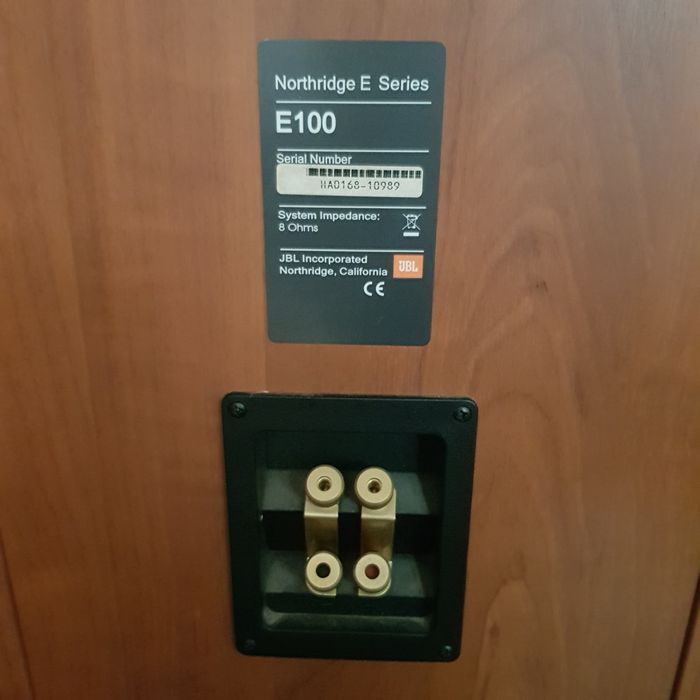 Northridge E Series
E100
Serial Number
HA0168-10989
System Impedance:
8 Ohms
JBL Incorporated
Northridge, California
JBL
CE